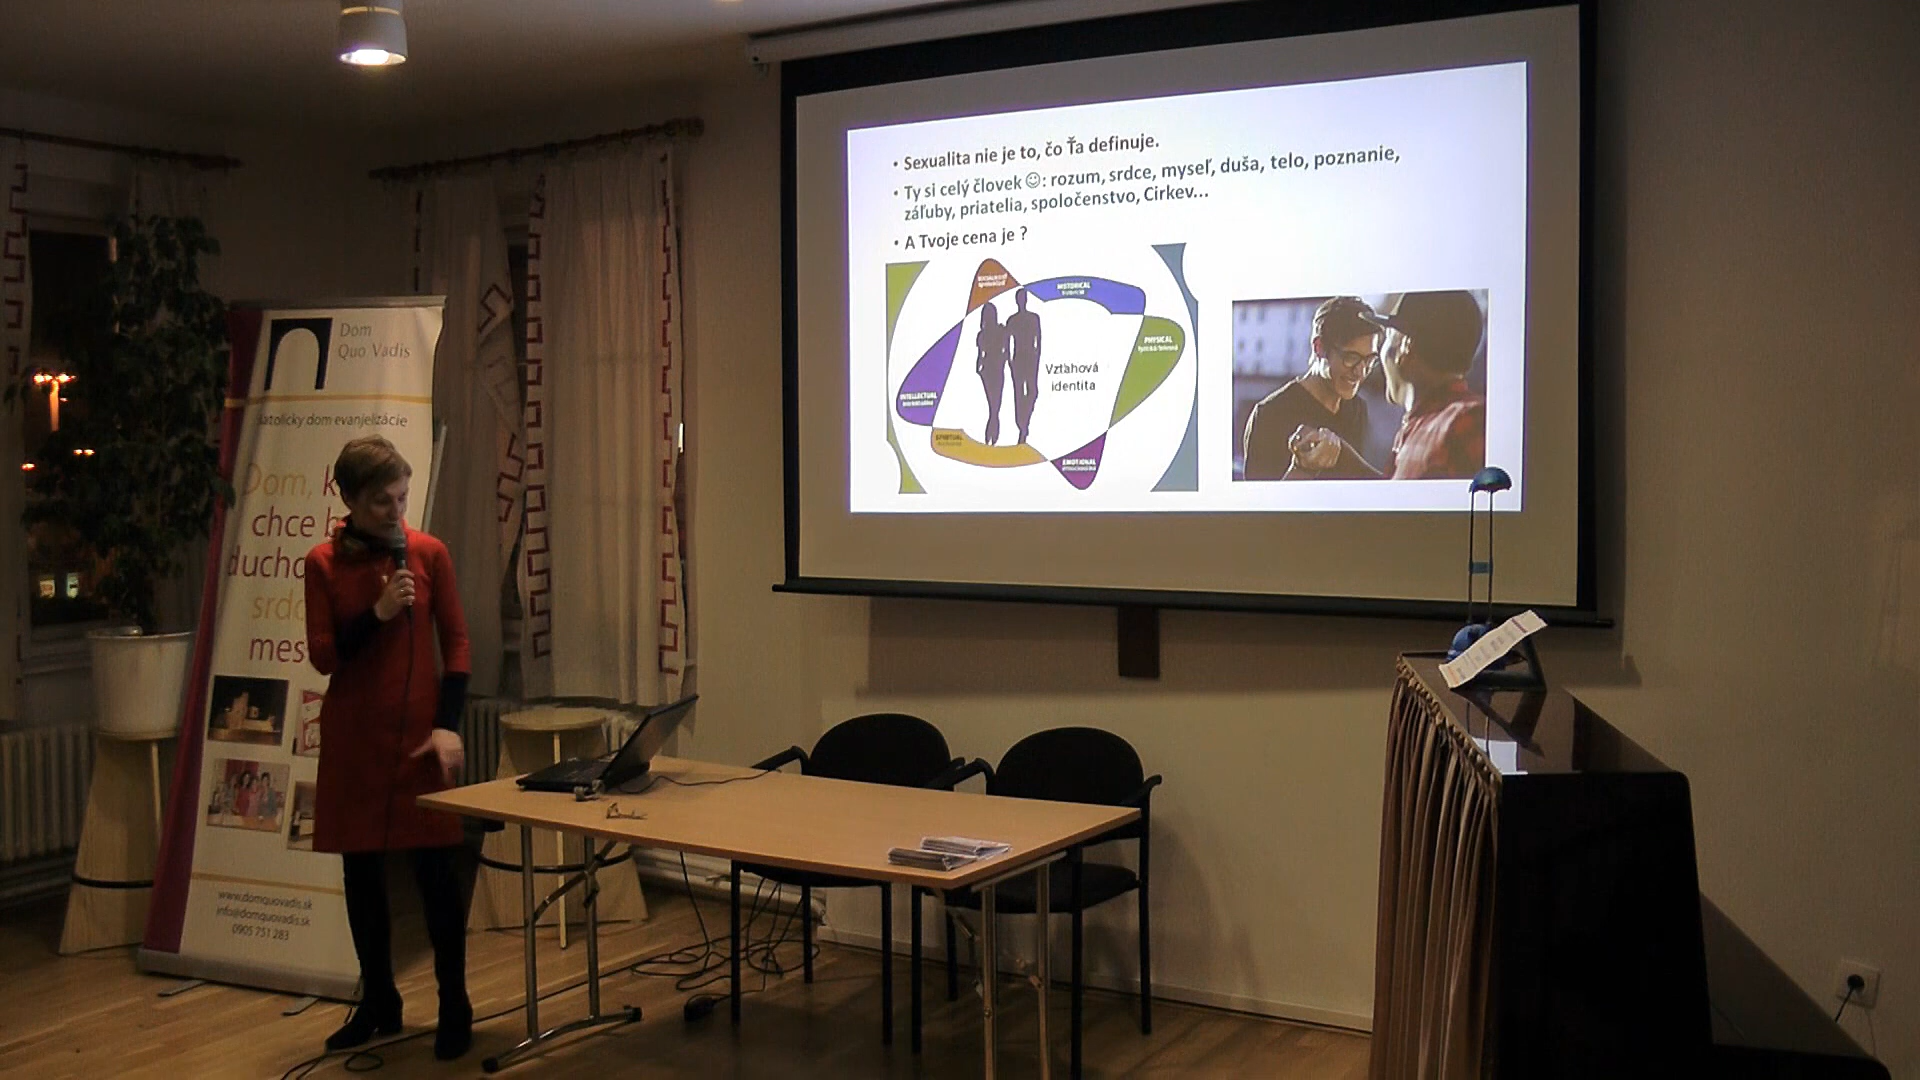 • Sexualita nie je to, čo Ťa definuje.
• Ty si celý človek ☺: rozum, srdce, myseľ, duša, telo, poznanie,
záľuby, priatelia, spoločenstvo, Cirkev...
• A Tvoje cena je ?
HISTORICAL
PHYSICAL
Vzťahová
identita
INTELLECTUAL
SPIRITUAL
EMOTIONAL
Dom
Quo Vadis
katolícky dom evanjelizácie
Dom,
chce
srdc
mes
www.domquovadis.sk
info@domquovadis.sk
0905 751 283